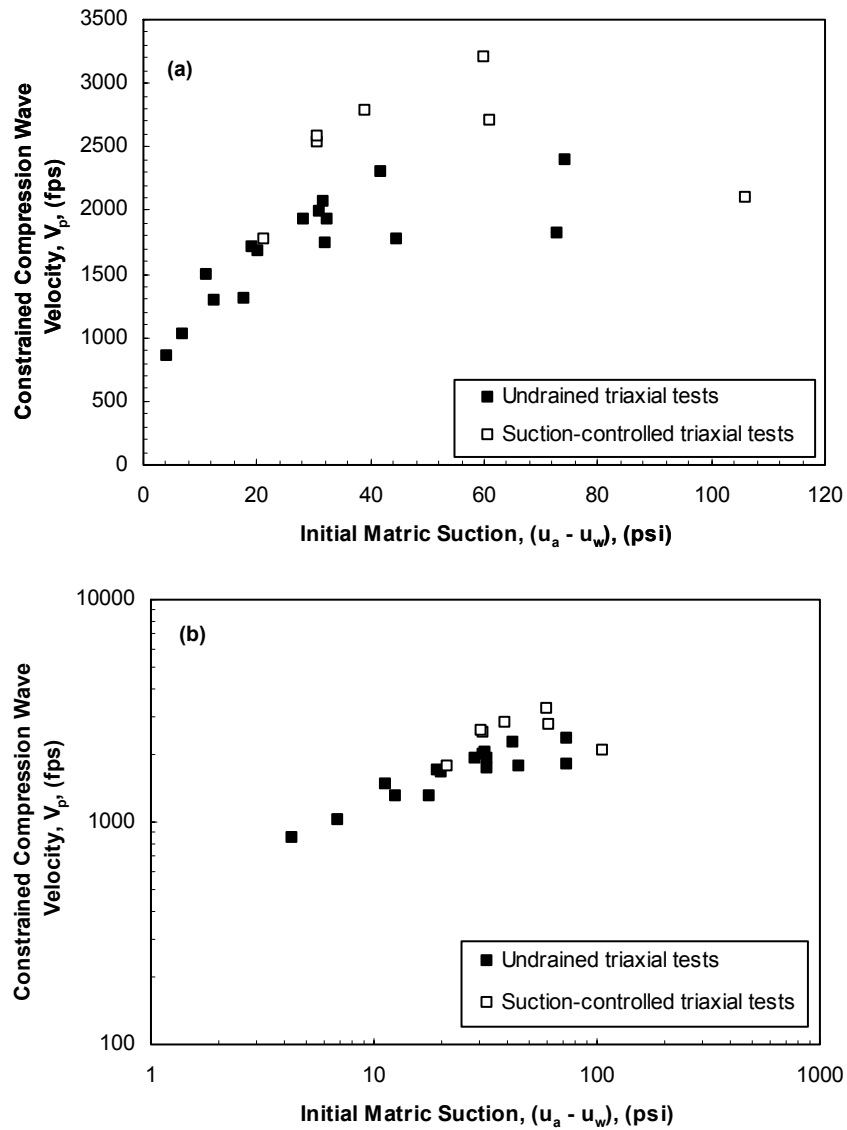 3500
3000
2500
2000
1500
1000
500
0
(a)
Constrained Compression Wave
Velocity, Vp, (fps)
Undrained triaxial tests
Suction-controlled triaxial tests
0 20 40 60 80 100 120
Initial Matric Suction, (ua - uw), (psi)
10000
1000
100
(b)
Constrained Compression Wave
Velocity, Vp, (fps)
Undrained triaxial tests
Suction-controlled triaxial tests
1 10 100 1000
Initial Matric Suction, (ua - uw), (psi)